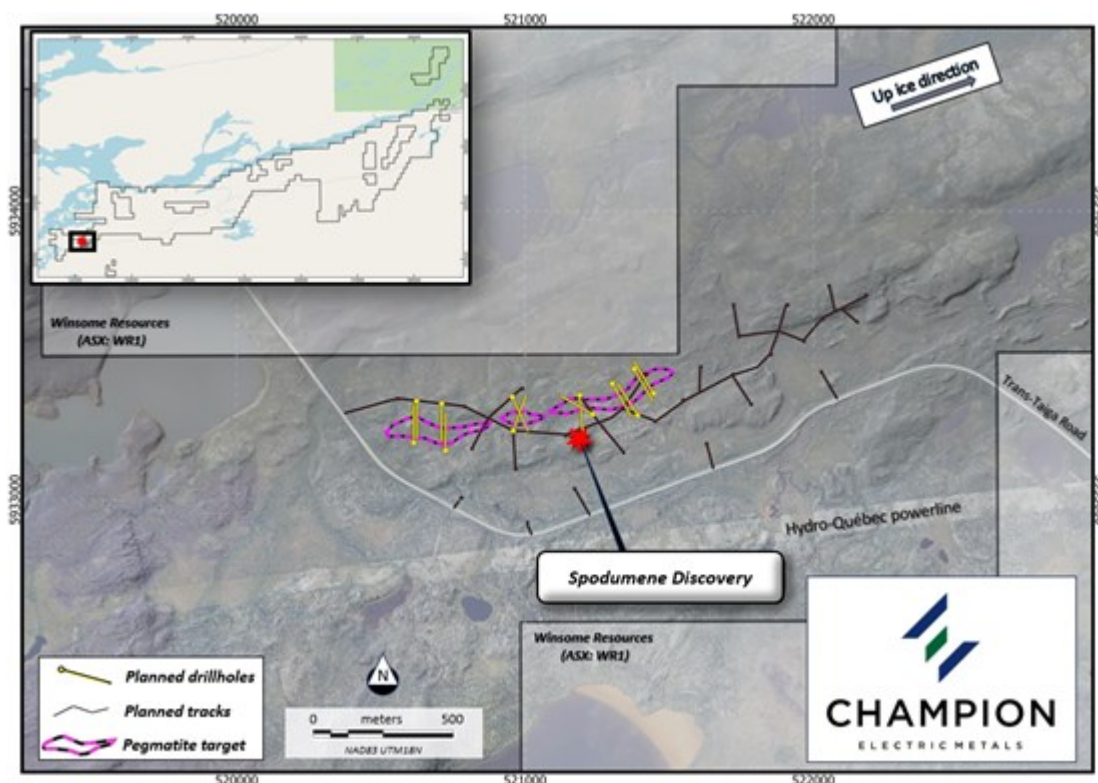 520000
521000
522000
Up ice direction
5934000
Winsome Resources
(ASX: WR1)
Trans-Taiga Road
5933000
Hydro-Québec powerline
Spodumene Discovery
Winsome Resources
(ASX: WR1)
Planned drillholes
Planned tracks
Pegmatite target
N
0 meters 500
NAD83 UTM18N
CHAMPION
ELECTRIC METALS
520000
521000
522000